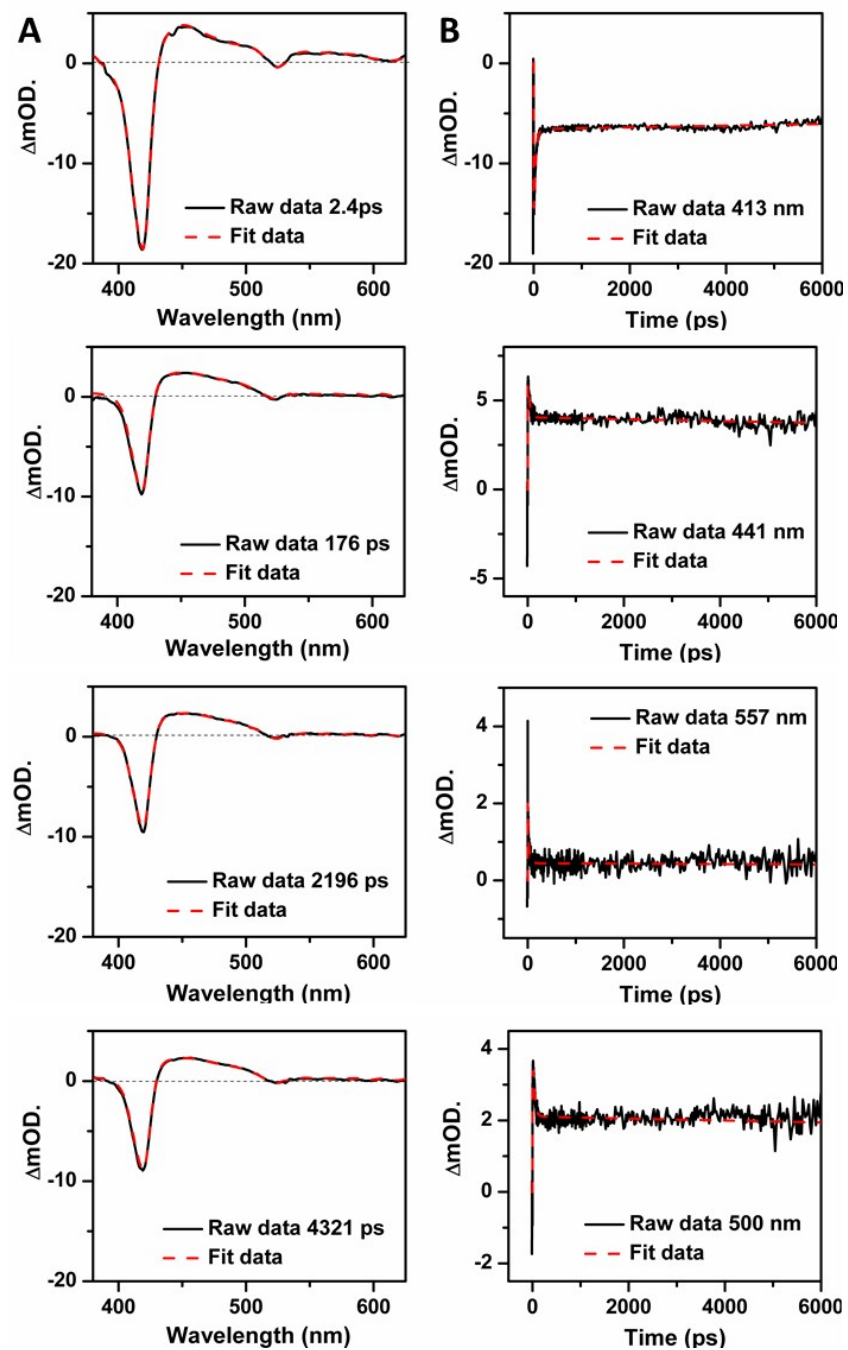 A
0
-10
-20
ΔmOD.
Raw data 2.4ps
Fit data
400 500 600
Wavelength (nm)
0
-10
-20
ΔmOD.
Raw data 176 ps
Fit data
400 500 600
Wavelength (nm)
0
-10
-20
ΔmOD.
Raw data 2196 ps
Fit data
400 500 600
Wavelength (nm)
0
-10
-20
ΔmOD.
Raw data 4321 ps
Fit data
400 500 600
Wavelength (nm)
B
0
-5
-10
-15
-20
ΔmOD.
Raw data 413 nm
Fit data
0 2000 4000 6000
Time (ps)
5
0
-5
ΔmOD.
Raw data 441 nm
Fit data
0 2000 4000 6000
Time (ps)
4
2
0
ΔmOD.
Raw data 557 nm
Fit data
0 2000 4000 6000
Time (ps)
4
2
0
-2
ΔmOD.
Raw data 500 nm
Fit data
0 2000 4000 6000
Time (ps)